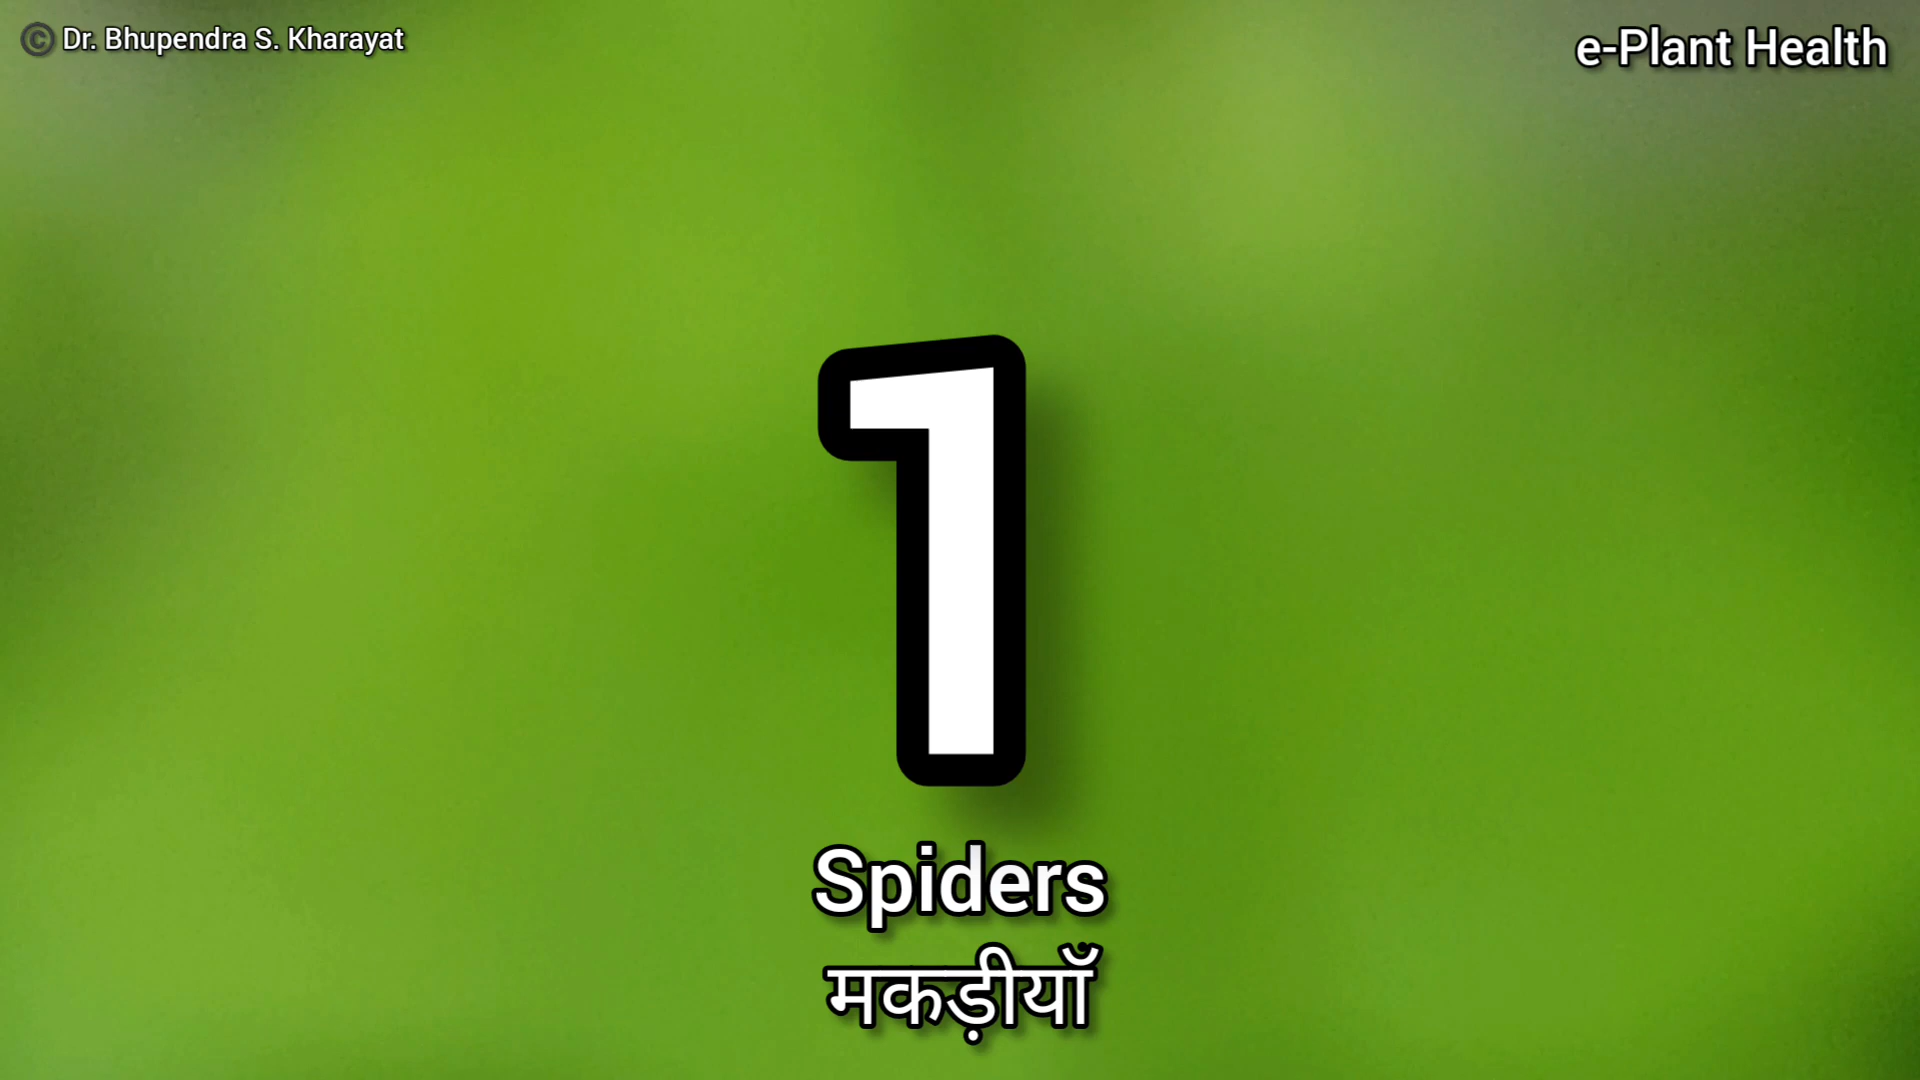 © Dr. Bhupendra S. Kharayat
e-Plant Health
1
Spiders
मकड़ीयाॅं